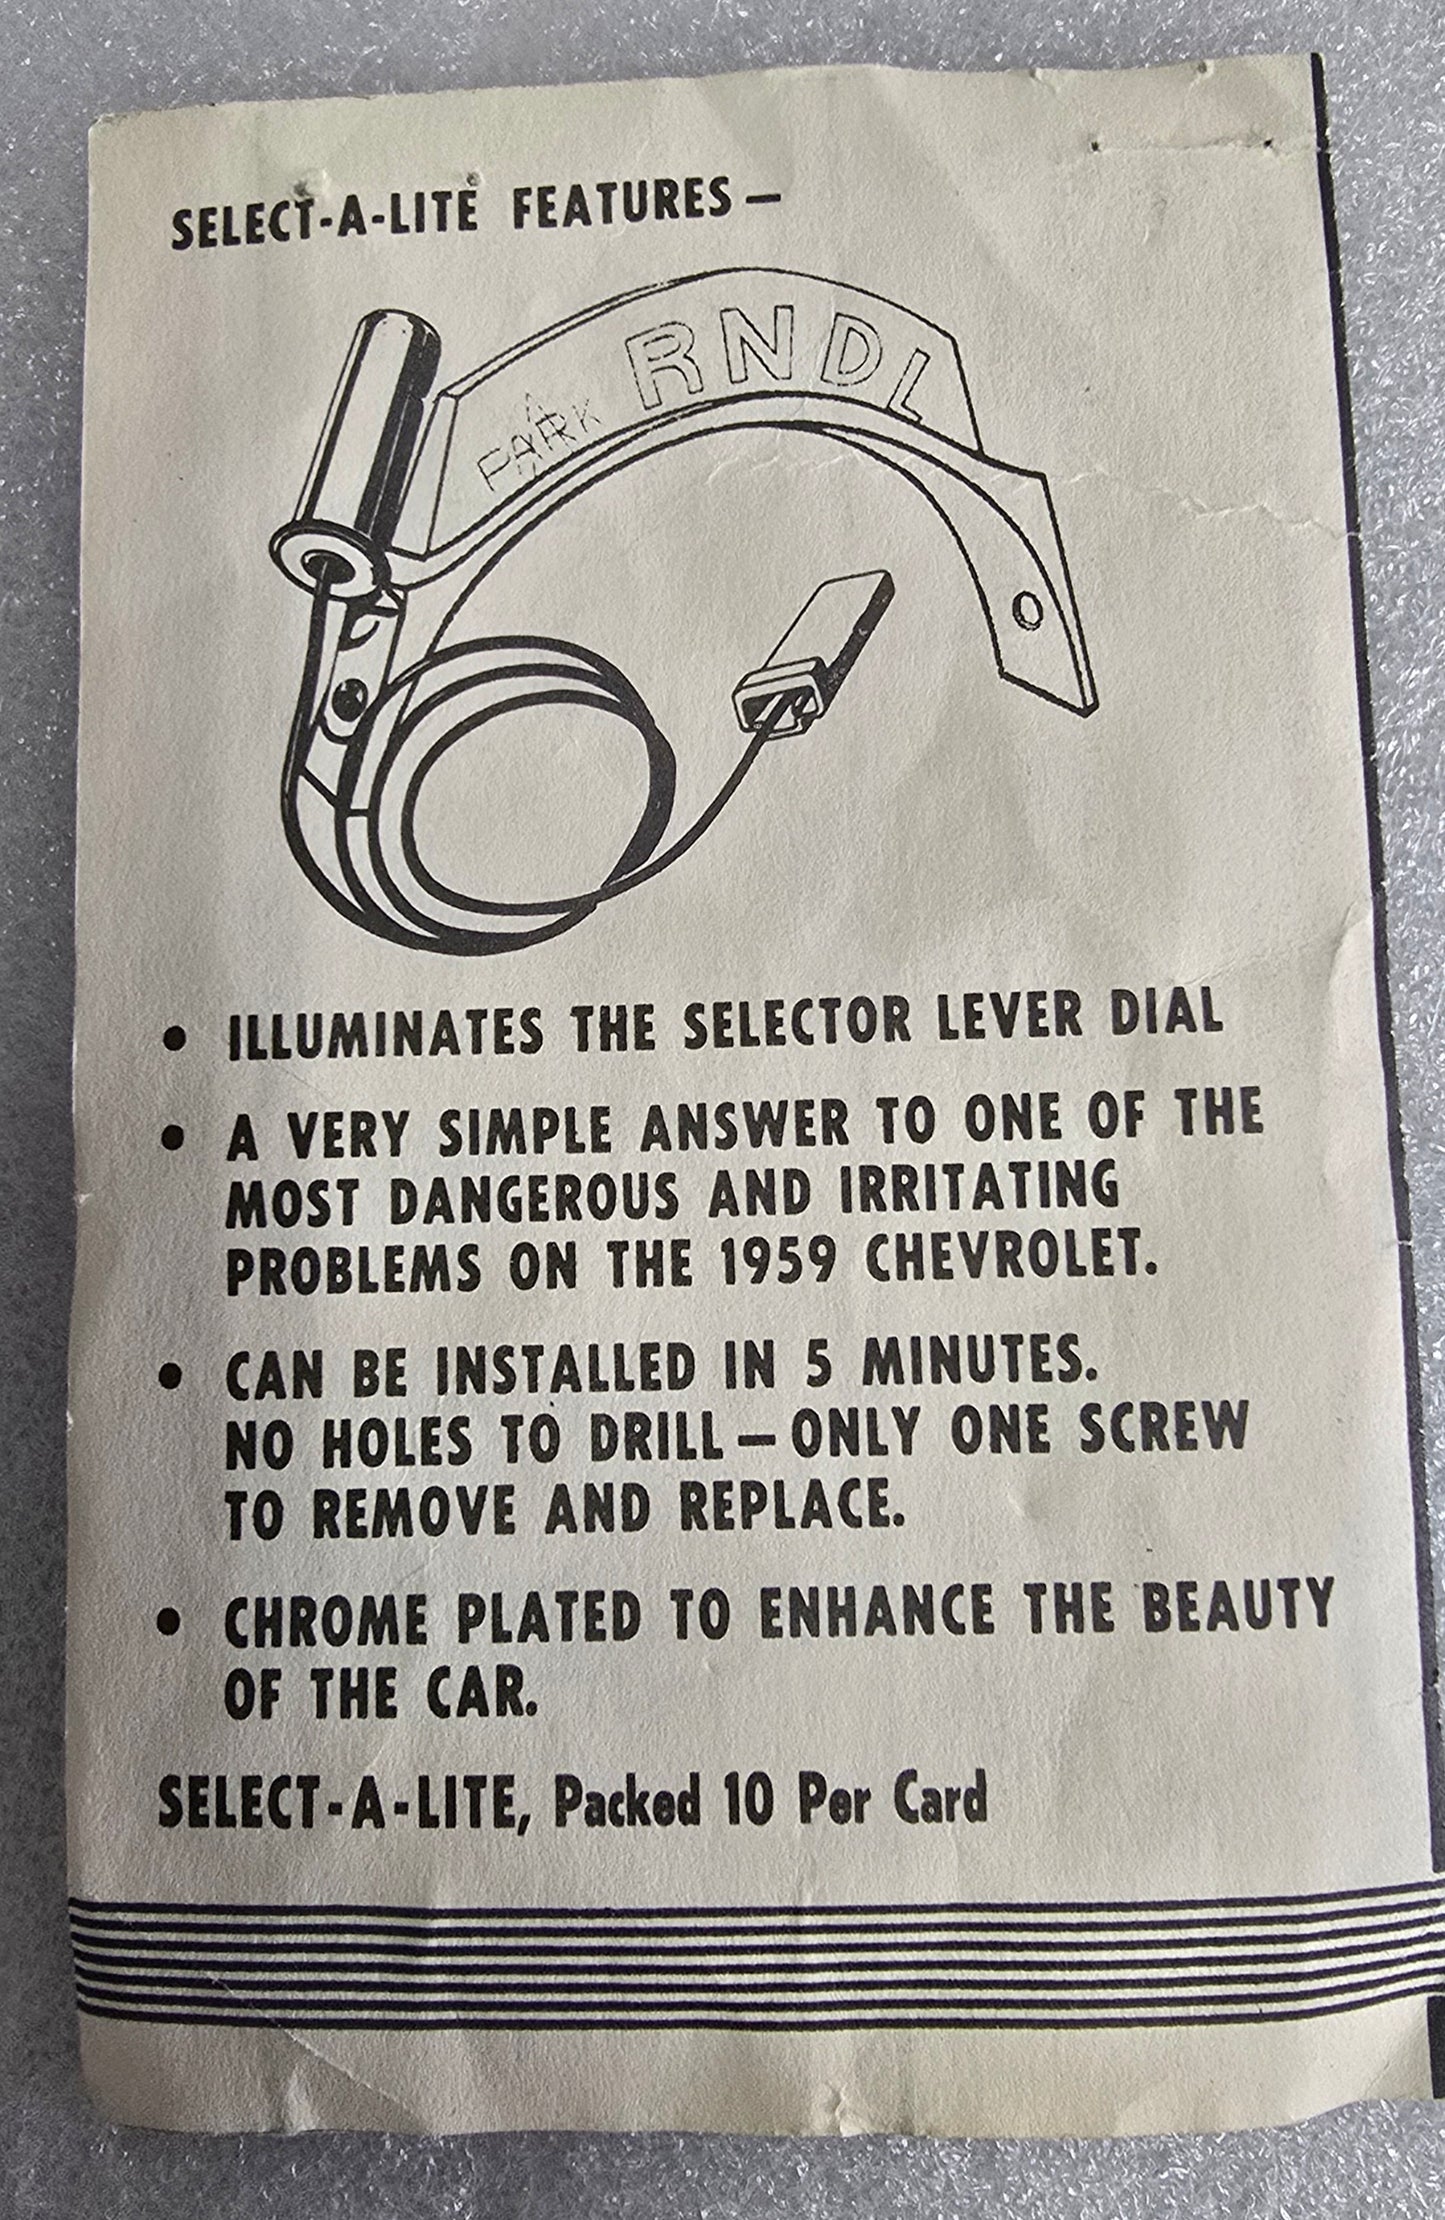 SELECT-A-LITE FEATURES —
PARK RNDL
• ILLUMINATES THE SELECTOR LEVER DIAL
• A VERY SIMPLE ANSWER TO ONE OF THE
MOST DANGEROUS AND IRRITATING
PROBLEMS ON THE 1959 CHEVROLET.
• CAN BE INSTALLED IN 5 MINUTES.
NO HOLES TO DRILL — ONLY ONE SCREW
TO REMOVE AND REPLACE.
• CHROME PLATED TO ENHANCE THE BEAUTY
OF THE CAR.
SELECT-A-LITE, Packed 10 Per Card